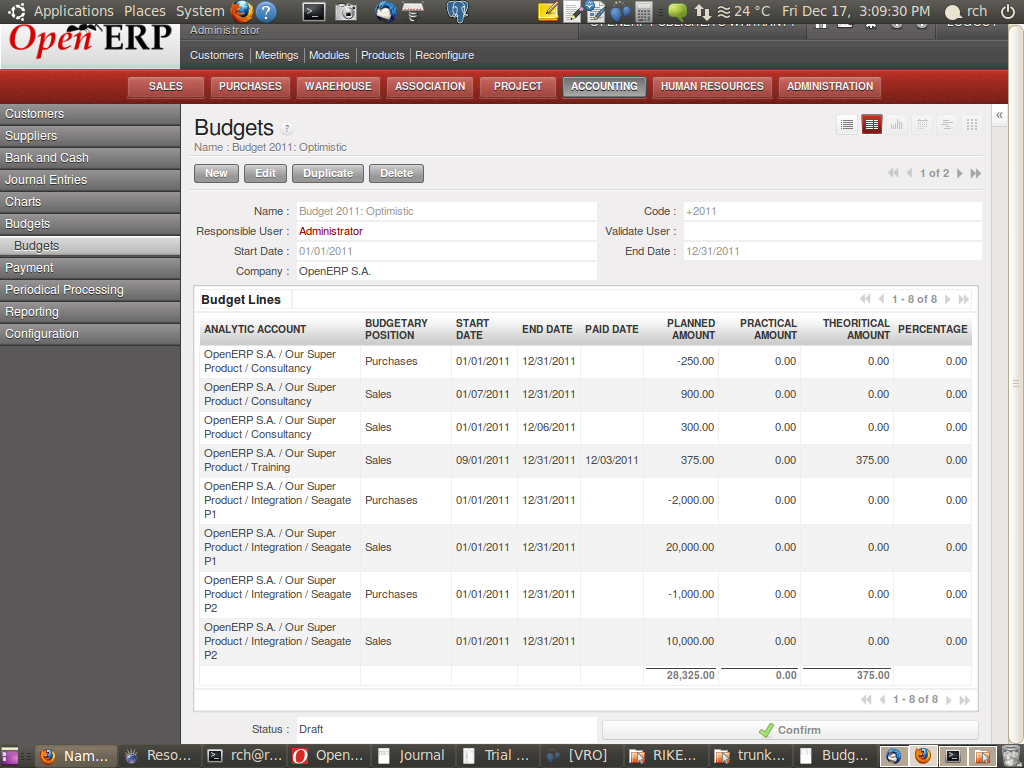 Applications Places System 24 °C Fri Dec 17, 3:09:30 PM rch
Open ERP
Administrator
Customers Meetings Modules Products Reconfigure
SALES PURCHASES WAREHOUSE ASSOCIATION PROJECT ACCOUNTING HUMAN RESOURCES ADMINISTRATION
Customers
Suppliers
Bank and Cash
Journal Entries
Charts
Budgets
Budgets
Payment
Periodical Processing
Reporting
Configuration
Budgets ?
«
Name : Budget 2011: Optimistic
New Edit Duplicate Delete 1 of 2
Name : Budget 2011: Optimistic Code : +2011
Responsible User : Administrator Validate User :
Start Date : 01/01/2011 End Date : 12/31/2011
Company : OpenERP S.A.
Budget Lines 1 - 8 of 8
ANALYTIC ACCOUNT BUDGETARY POSITION START DATE END DATE PAID DATE PLANNED AMOUNT PRACTICAL AMOUNT THEORITICAL AMOUNT PERCENTAGE
OpenERP S.A. / Our Super
Product / Consultancy Purchases 01/01/2011 12/31/2011 -250.00 0.00 0.00 0.00
OpenERP S.A. / Our Super
Product / Consultancy Sales 01/07/2011 12/31/2011 900.00 0.00 0.00 0.00
OpenERP S.A. / Our Super
Product / Consultancy Sales 01/01/2011 12/06/2011 300.00 0.00 0.00 0.00
OpenERP S.A. / Our Super
Product / Training Sales 09/01/2011 12/31/2011 12/03/2011 375.00 0.00 375.00 0.00
OpenERP S.A. / Our Super
Product / Integration / Seagate Purchases 01/01/2011 12/31/2011 -2,000.00 0.00 0.00 0.00
P1
OpenERP S.A. / Our Super
Product / Integration / Seagate Sales 01/01/2011 12/31/2011 20,000.00 0.00 0.00 0.00
P1
OpenERP S.A. / Our Super
Product / Integration / Seagate Purchases 01/01/2011 12/31/2011 -1,000.00 0.00 0.00 0.00
P2
OpenERP S.A. / Our Super
Product / Integration / Seagate Sales 01/01/2011 12/31/2011 10,000.00 0.00 0.00 0.00
P2
28,325.00 0.00 375.00
1 - 8 of 8
Status : Draft Confirm
Nam... Reso... rch@r... Open... Journal Trial ... [VRO] RIKE... trunk... Budg...